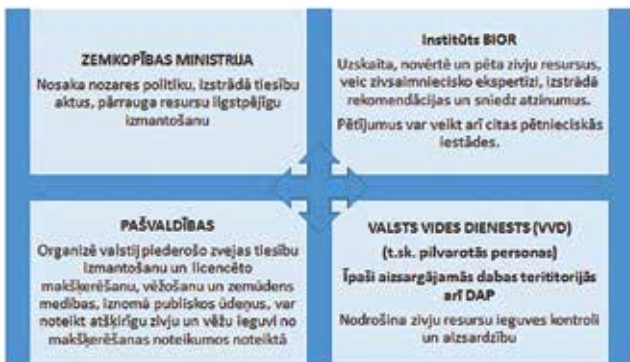 ZEMKOPĪBAS MINISTRIJA
Nosaka nozares politiku, izstrādā tiesību
aktus, pārrauga resursu ilgstpējīgu
izmantošanu
Institūts BIOR
Uzskaita, novērtē un pēta zivju resursus,
veic zivsaimniecisko ekspertīzi, izstrādā
rekomendācijas un sniedz atzinumus.
Pētījumus var veikt arī citas pētnieciskās
iestādes.
PAŠVALDĪBAS
Organizē valstij piederošo zvejas tiesību
izmantošanu un licencēto
makšķerēšanu, vēžošanu un zemūdens
medības, iznomā publiskos ūdeņus, var
noteikt atšķirīgu zivju un vēžu ieguvi no
makšķerēšanas noteikumos noteiktā
VALSTS VIDES DIENESTS (VVD)
(t.sk. pilvarotās personas)
Īpaši aizsargājamās dabas terititorijās
arī DAP
Nodrošina zivju resursu ieguves kontroli
un aizsardzību